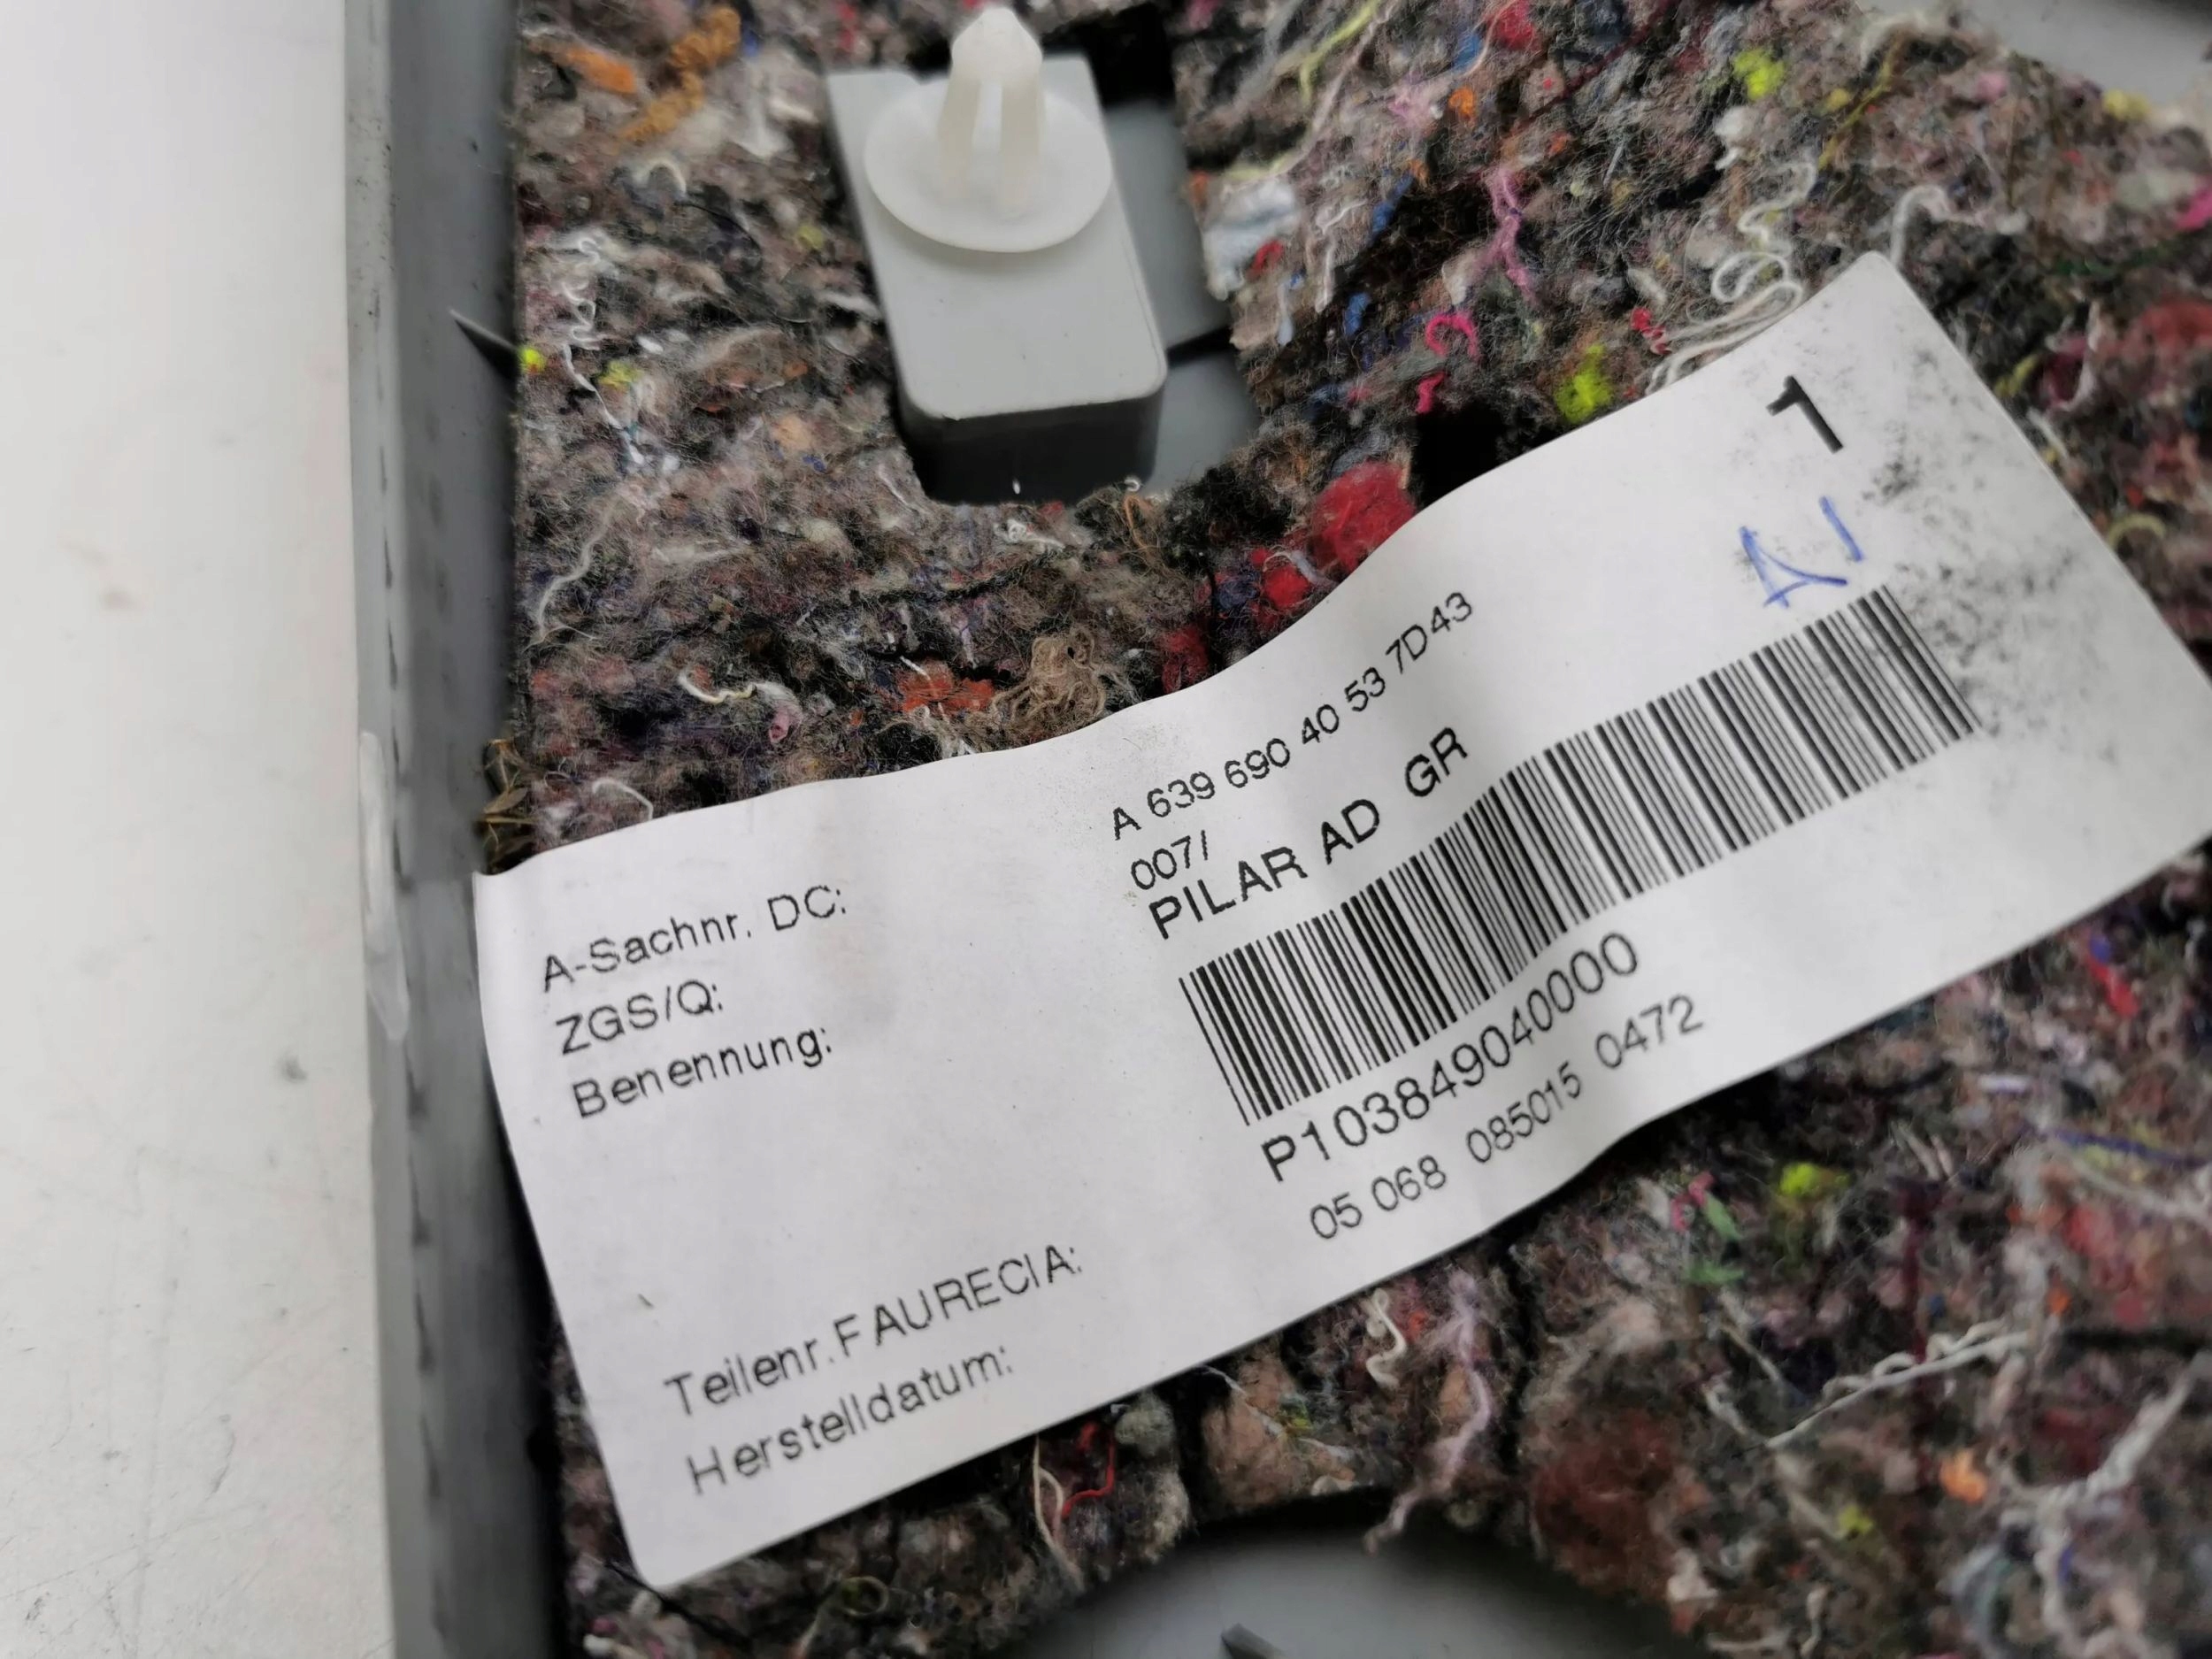 1
A-Sachnr. DC: A 639 690 40 53 7D43
ZGS/Q: 007/
Benennung: PILAR AD GR
P103849040000
Teilenr.FAURECIA: 05 068 085015 0472
Herstelldatum: